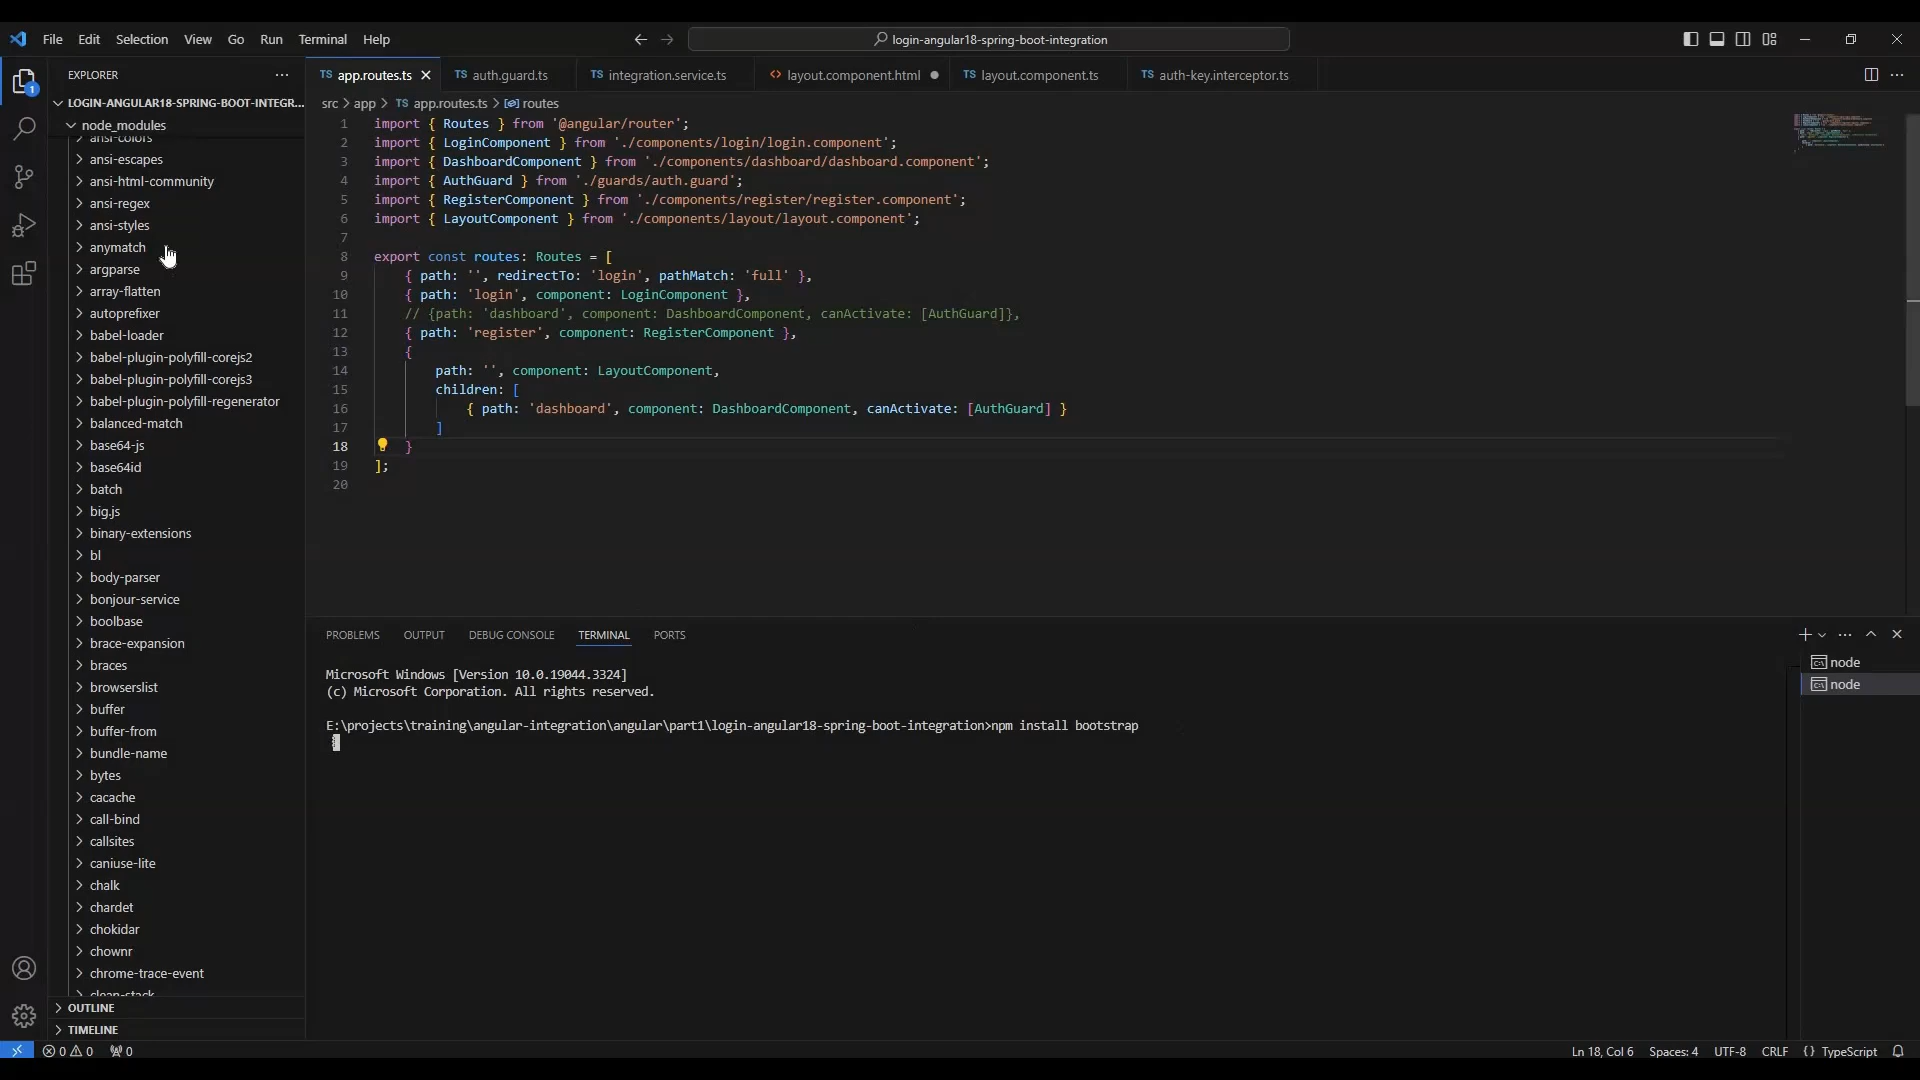 File Edit Selection View Go Run Terminal Help
login-angular18-spring-boot-integration
EXPLORER
LOGIN-ANGULAR18-SPRING-BOOT-INTEGR...
node_modules
ansi-colors
ansi-escapes
ansi-html-community
ansi-regex
ansi-styles
anymatch
argparse
array-flatten
autoprefixer
babel-loader
babel-plugin-polyfill-corejs2
babel-plugin-polyfill-corejs3
babel-plugin-polyfill-regenerator
balanced-match
base64-js
base64id
batch
big.js
binary-extensions
bl
body-parser
bonjour-service
boolbase
brace-expansion
braces
browserslist
buffer
buffer-from
bundle-name
bytes
cacache
call-bind
callsites
caniuse-lite
chalk
chardet
chokidar
chownr
chrome-trace-event
clean-stack
OUTLINE
TIMELINE
1
TS app.routes.ts TS auth.guard.ts TS integration.service.ts <> layout.component.html TS layout.component.ts TS auth-key.interceptor.ts
src > app > TS app.routes.ts > routes
1 import { Routes } from '@angular/router';
2 import { LoginComponent } from './components/login/login.component';
3 import { DashboardComponent } from './components/dashboard/dashboard.component';
4 import { AuthGuard } from './guards/auth.guard';
5 import { RegisterComponent } from './components/register/register.component';
6 import { LayoutComponent } from './components/layout/layout.component';
7
8 export const routes: Routes = [
9 { path: '', redirectTo: 'login', pathMatch: 'full' },
10 { path: 'login', component: LoginComponent },
11 // {path: 'dashboard', component: DashboardComponent, canActivate: [AuthGuard]},
12 { path: 'register', component: RegisterComponent },
13 {
14 path: '', component: LayoutComponent,
15 children: [
16 { path: 'dashboard', component: DashboardComponent, canActivate: [AuthGuard] }
17 ]
18 }
19 ];
20
PROBLEMS OUTPUT DEBUG CONSOLE TERMINAL PORTS
Microsoft Windows [Version 10.0.19044.3324]
(c) Microsoft Corporation. All rights reserved.
E:\projects\training\angular-integration\angular\part1\login-angular18-spring-boot-integration>npm install bootstrap
node
node
0 0 0
Ln 18, Col 6 Spaces: 4 UTF-8 CRLF {} TypeScript